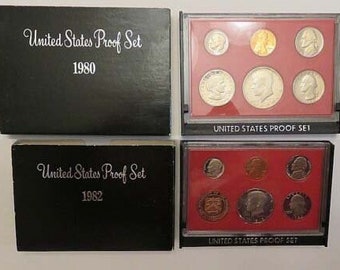 United States Proof Set
1980
UNITED STATES PROOF SET
United States Proof Set
1982
UNITED STATES PROOF SET